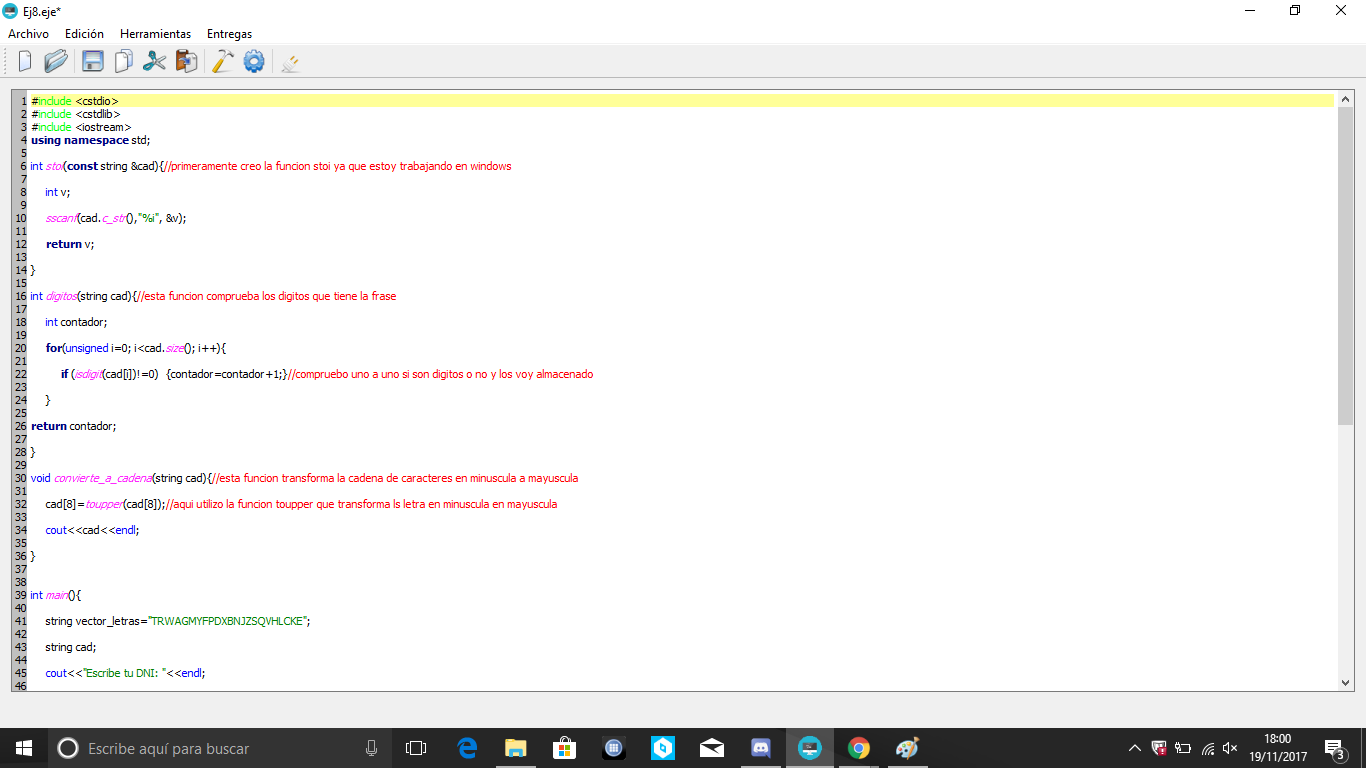 Ej8.eje*
Archivo Edición Herramientas Entregas
1 #include <cstdio>
2 #include <cstdlib>
3 #include <iostream>
4 using namespace std;
5
6 int stoi(const string &cad){//primeramente creo la funcion stoi ya que estoy trabajando en windows
7
8 int v;
9
10 sscanf(cad.c_str(),"%i", &v);
11
12 return v;
13
14 }
15
16 int digitos(string cad){//esta funcion comprueba los digitos que tiene la frase
17
18 int contador;
19
20 for(unsigned i=0; i<cad.size(); i++){
21
22 if (isdigit(cad[i])!=0) {contador=contador+1;}//compruebo uno a uno si son digitos o no y los voy almacenado
23
24 }
25
26 return contador;
27
28 }
29
30 void convierte_a_cadena(string cad){//esta funcion transforma la cadena de caracteres en minuscula a mayuscula
31
32 cad[8]=toupper(cad[8]);//aqui utilizo la funcion toupper que transforma ls letra en minuscula en mayuscula
33
34 cout<<cad<<endl;
35
36 }
37
38
39 int main(){
40
41 string vector_letras="TRWAGMYFPDXBNJZSQVHLCKE";
42
43 string cad;
44
45 cout<<"Escribe tu DNI: "<<endl;
46
Escribe aquí para buscar
18:00
19/11/2017
3